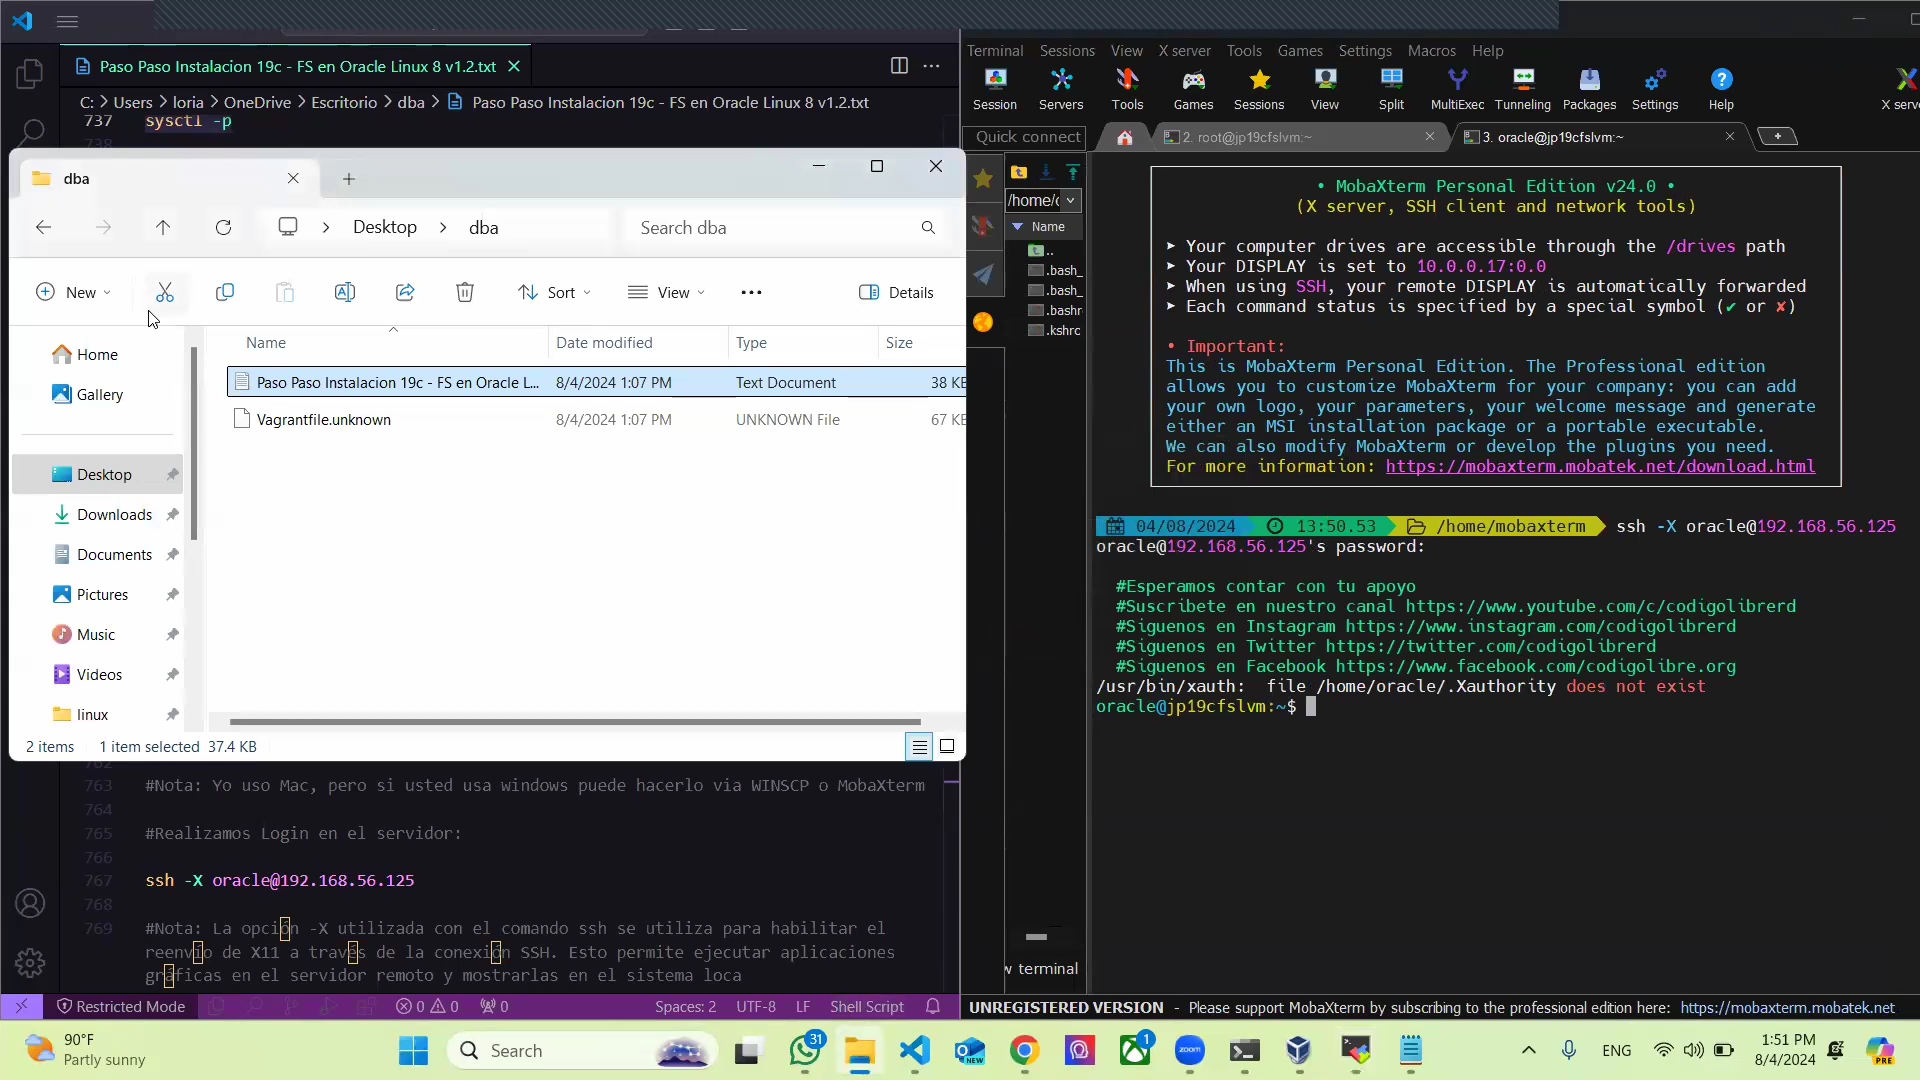 Paso Paso Instalacion 19c - FS en Oracle Linux 8 v1.2.txt
C: > Users > loria > OneDrive > Escritorio > dba > Paso Paso Instalacion 19c - FS en Oracle Linux 8 v1.2.txt
737 sysctl -p
738
dba
Desktop > dba
Search dba
New
Sort
View
Details
Name
Date modified
Type
Size
Paso Paso Instalacion 19c - FS en Oracle L... 8/4/2024 1:07 PM Text Document 38 KB
Vagrantfile.unknown 8/4/2024 1:07 PM UNKNOWN File 67 KB
Home
Gallery
Desktop
Downloads
Documents
Pictures
Music
Videos
linux
2 items 1 item selected 37.4 KB
763 #Nota: Yo uso Mac, pero si usted usa windows puede hacerlo via WINSCP o MobaXterm
764
765 #Realizamos Login en el servidor:
766
767 ssh -X oracle@192.168.56.125
768
769 #Nota: La opción -X utilizada con el comando ssh se utiliza para habilitar el
reenvío de X11 a través de la conexión SSH. Esto permite ejecutar aplicaciones
gráficas en el servidor remoto y mostrarlas en el sistema loca
Restricted Mode 0 0 0 Spaces: 2 UTF-8 LF Shell Script
Terminal Sessions View X server Tools Games Settings Macros Help
Session Servers Tools Games Sessions View Split MultiExec Tunneling Packages Settings Help X serve
Quick connect
2. root@jp19cfslvm:~
3. oracle@jp19cfslvm:~
/home/o
Name
..
.bash_
.bash_
.bashr
.kshrc
w terminal
• MobaXterm Personal Edition v24.0 •
(X server, SSH client and network tools)
➤ Your computer drives are accessible through the /drives path
➤ Your DISPLAY is set to 10.0.0.17:0.0
➤ When using SSH, your remote DISPLAY is automatically forwarded
➤ Each command status is specified by a special symbol (✔ or ✘)
• Important:
This is MobaXterm Personal Edition. The Professional edition
allows you to customize MobaXterm for your company: you can add
your own logo, your parameters, your welcome message and generate
either an MSI installation package or a portable executable.
We can also modify MobaXterm or develop the plugins you need.
For more information: https://mobaxterm.mobatek.net/download.html
04/08/2024 13:50.53 /home/mobaxterm ssh -X oracle@192.168.56.125
oracle@192.168.56.125's password:
#Esperamos contar con tu apoyo
#Suscribete en nuestro canal https://www.youtube.com/c/codigolibrerd
#Siguenos en Instagram https://www.instagram.com/codigolibrerd
#Siguenos en Twitter https://twitter.com/codigolibrerd
#Siguenos en Facebook https://www.facebook.com/codigolibre.org
/usr/bin/xauth: file /home/oracle/.Xauthority does not exist
oracle@jp19cfslvm:~$
UNREGISTERED VERSION - Please support MobaXterm by subscribing to the professional edition here: https://mobaxterm.mobatek.net
90°F
Partly sunny
Search
31
NEW
1
zoom
ENG
1:51 PM
8/4/2024
PRE